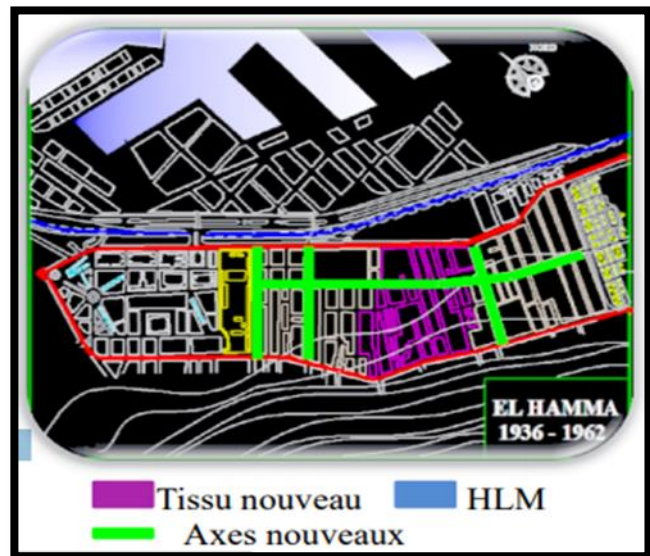 NORD
EL HAMMA
1936 - 1962
Tissu nouveau HLM
Axes nouveaux